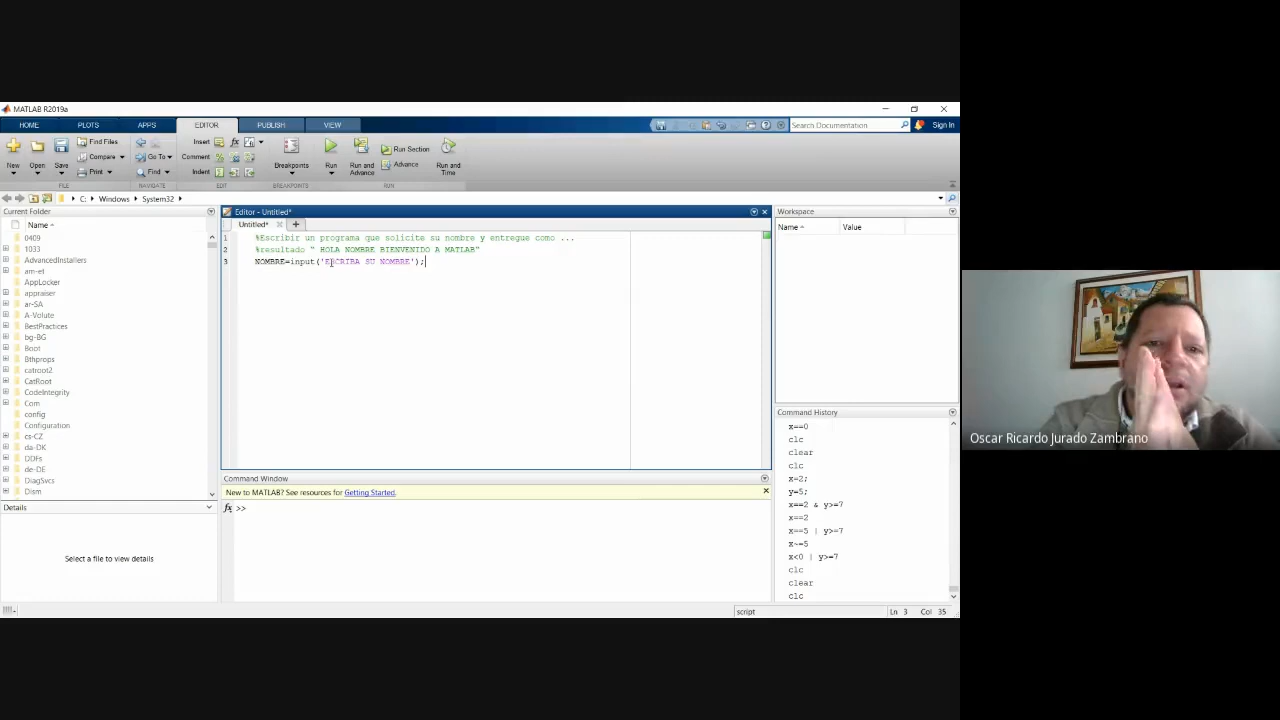 MATLAB R2019a
HOME PLOTS APPS EDITOR PUBLISH VIEW Search Documentation Sign In
New Open Save Find Files Compare Print Go To Find Insert Comment Indent fx Breakpoints Run Run and Advance Run Section Advance Run and Time
FILE NAVIGATE EDIT BREAKPOINTS RUN
C: Windows System32
Current Folder
Name
0409
1033
AdvancedInstallers
am-et
AppLocker
appraiser
ar-SA
A-Volute
BestPractices
bg-BG
Boot
Bthprops
catroot2
CatRoot
CodeIntegrity
Com
config
Configuration
cs-CZ
da-DK
DDFs
de-DE
DiagSvcs
Dism
Details
Select a file to view details
Editor - Untitled*
Untitled*
1 %Escribir un programa que solicite su nombre y entregue como ...
2 %resultado " HOLA NOMBRE BIENVENIDO A MATLAB"
3 NOMBRE=input('ESCRIBA SU NOMBRE');
Command Window
New to MATLAB? See resources for Getting Started.
fx >>
Workspace
Name Value
Command History
x==0
clc
clear
clc
x=2;
y=5;
x==2 & y>=7
x==2
x==5 | y>=7
x~=5
x<0 | y>=7
clc
clear
clc
script Ln 3 Col 35
Oscar Ricardo Jurado Zambrano